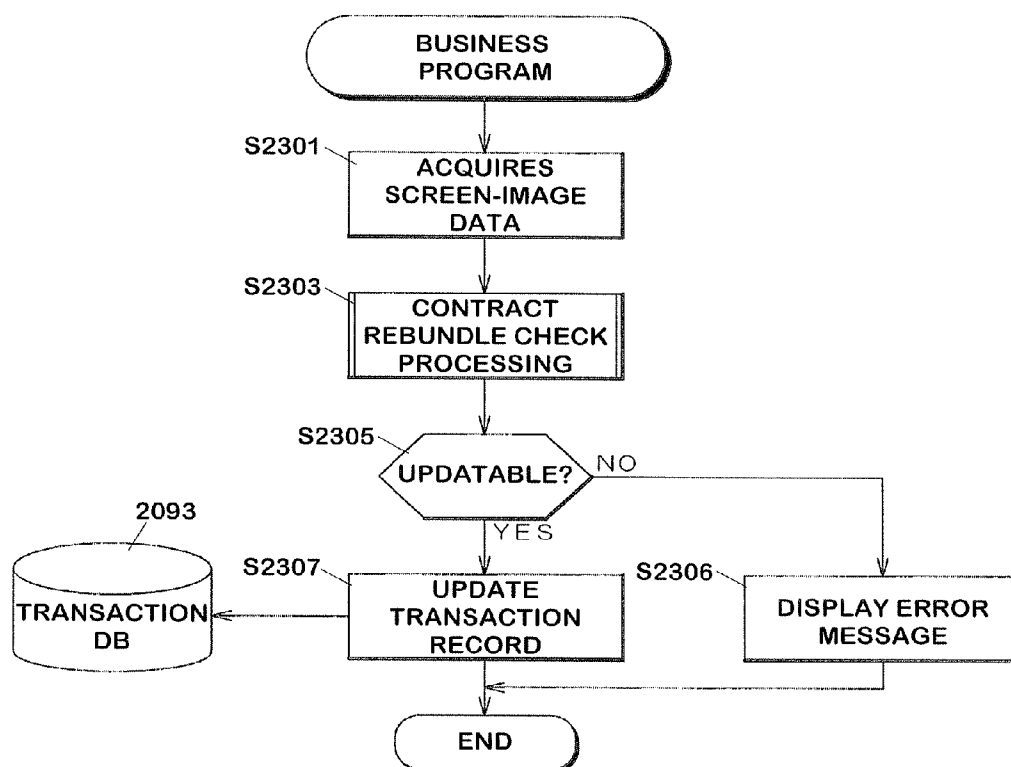 BUSINESS
PROGRAM
S2301
ACQUIRES
SCREEN-IMAGE
DATA
S2303
CONTRACT
REBUNDLE CHECK
PROCESSING
S2305
UPDATABLE?
NO
YES
2093
TRANSACTION
DB
S2307
UPDATE
TRANSACTION
RECORD
S2306
DISPLAY ERROR
MESSAGE
END